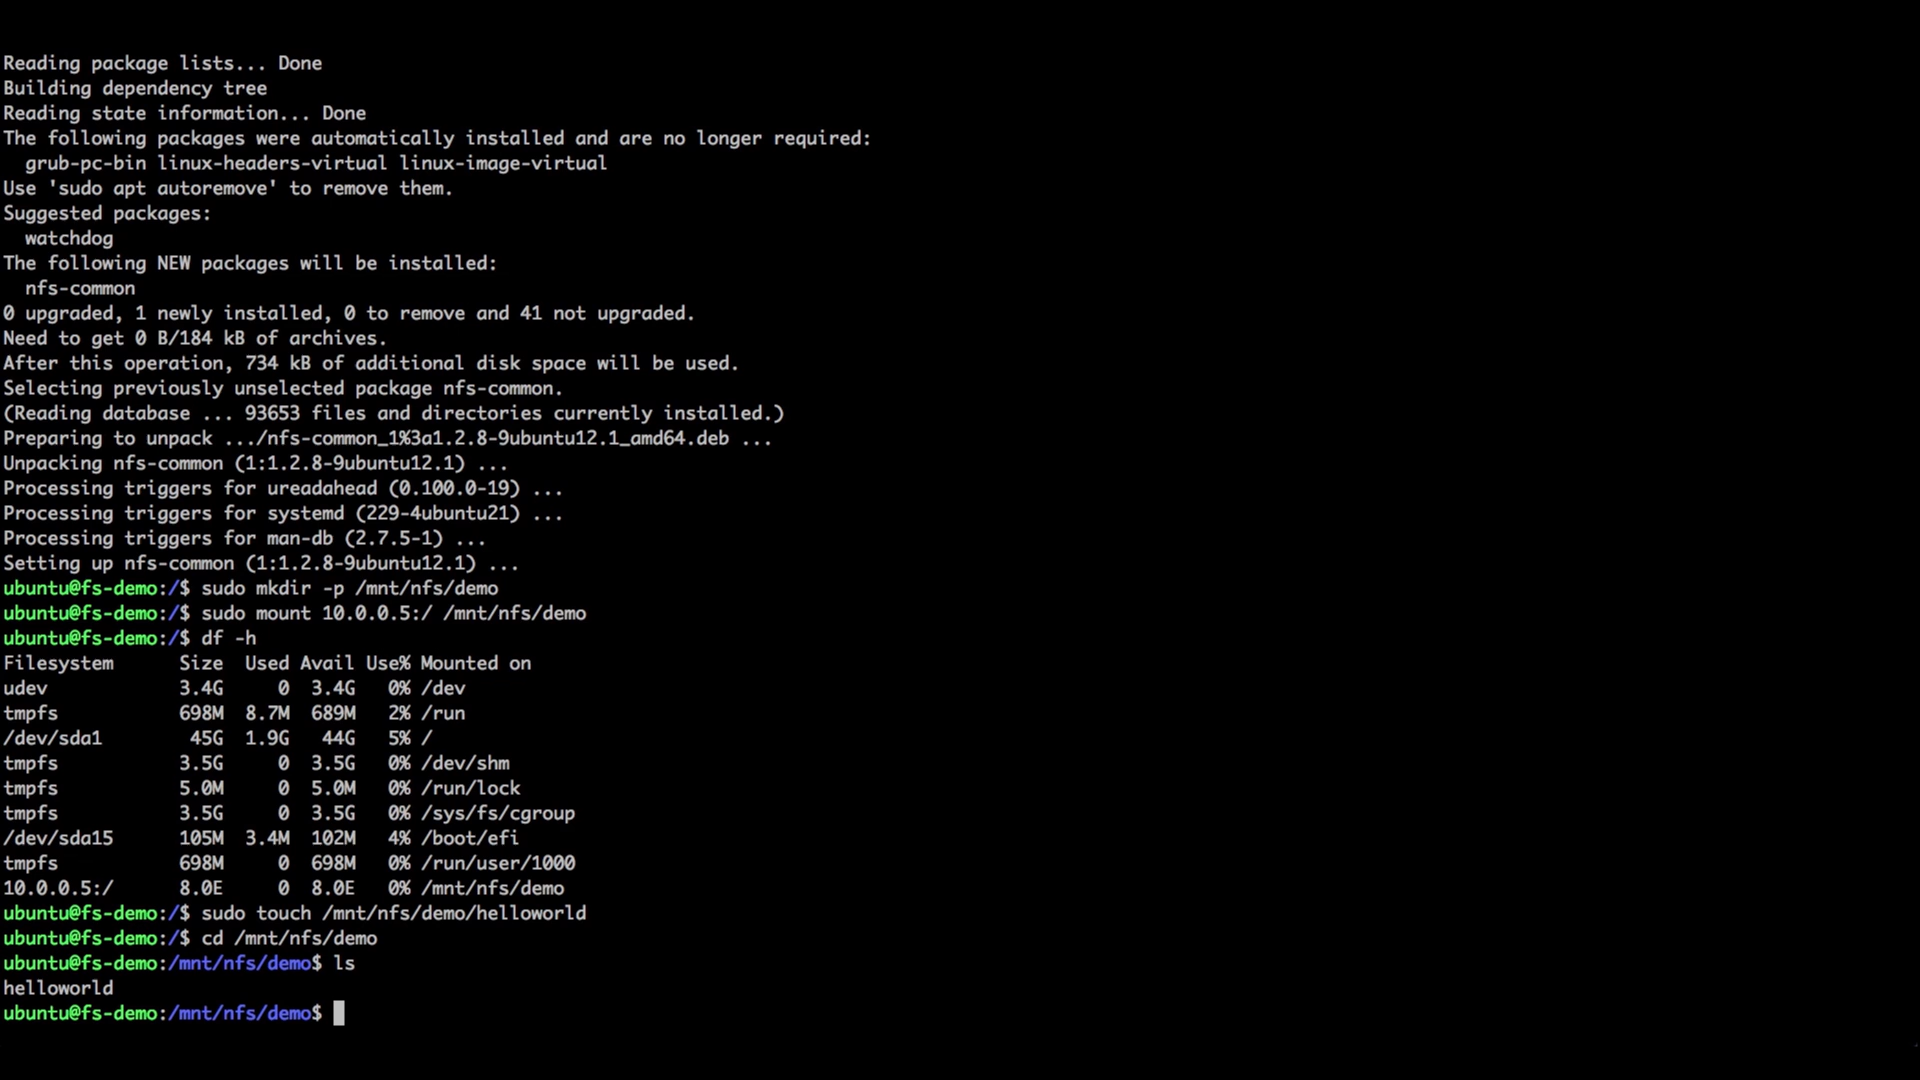 Reading package lists... Done
Building dependency tree
Reading state information... Done
The following packages were automatically installed and are no longer required:
  grub-pc-bin linux-headers-virtual linux-image-virtual
Use 'sudo apt autoremove' to remove them.
Suggested packages:
  watchdog
The following NEW packages will be installed:
  nfs-common
0 upgraded, 1 newly installed, 0 to remove and 41 not upgraded.
Need to get 0 B/184 kB of archives.
After this operation, 734 kB of additional disk space will be used.
Selecting previously unselected package nfs-common.
(Reading database ... 93653 files and directories currently installed.)
Preparing to unpack .../nfs-common_1%3a1.2.8-9ubuntu12.1_amd64.deb ...
Unpacking nfs-common (1:1.2.8-9ubuntu12.1) ...
Processing triggers for ureadahead (0.100.0-19) ...
Processing triggers for systemd (229-4ubuntu21) ...
Processing triggers for man-db (2.7.5-1) ...
Setting up nfs-common (1:1.2.8-9ubuntu12.1) ...
ubuntu@fs-demo:/$ sudo mkdir -p /mnt/nfs/demo
ubuntu@fs-demo:/$ sudo mount 10.0.0.5:/ /mnt/nfs/demo
ubuntu@fs-demo:/$ df -h
Filesystem      Size  Used Avail Use% Mounted on
udev            3.4G     0  3.4G   0% /dev
tmpfs           698M  8.7M  689M   2% /run
/dev/sda1        45G  1.9G   44G   5% /
tmpfs           3.5G     0  3.5G   0% /dev/shm
tmpfs           5.0M     0  5.0M   0% /run/lock
tmpfs           3.5G     0  3.5G   0% /sys/fs/cgroup
/dev/sda15      105M  3.4M  102M   4% /boot/efi
tmpfs           698M     0  698M   0% /run/user/1000
10.0.0.5:/      8.0E     0  8.0E   0% /mnt/nfs/demo
ubuntu@fs-demo:/$ sudo touch /mnt/nfs/demo/helloworld
ubuntu@fs-demo:/$ cd /mnt/nfs/demo
ubuntu@fs-demo:/mnt/nfs/demo$ ls
helloworld
ubuntu@fs-demo:/mnt/nfs/demo$